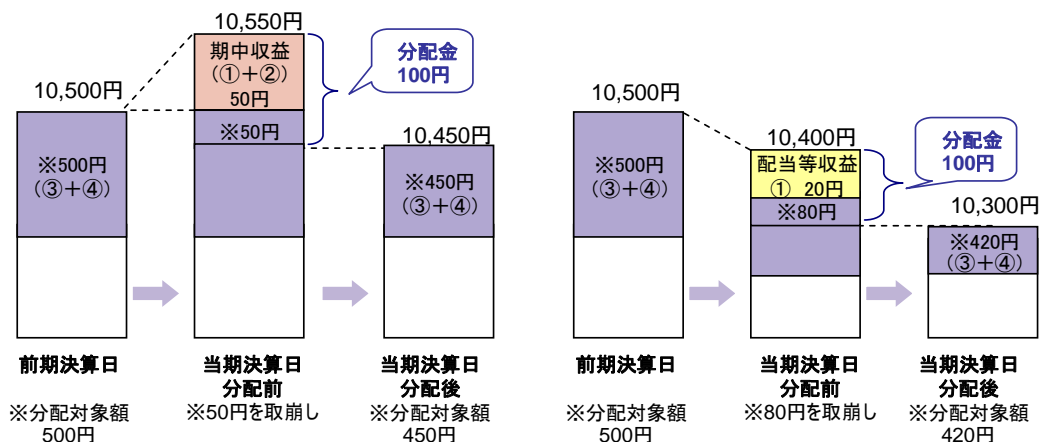 10,500円
※500円
(③+④)
前期決算日
※分配対象額
500円
10,550円
期中収益
(①+②)
50円
※50円
当期決算日
分配前
※50円を取崩し
分配金
100円
10,450円
※450円
(③+④)
当期決算日
分配後
※分配対象額
450円
10,500円
※500円
(③+④)
前期決算日
※分配対象額
500円
10,400円
配当等収益
① 20円
※80円
当期決算日
分配前
※80円を取崩し
分配金
100円
10,300円
※420円
(③+④)
当期決算日
分配後
※分配対象額
420円